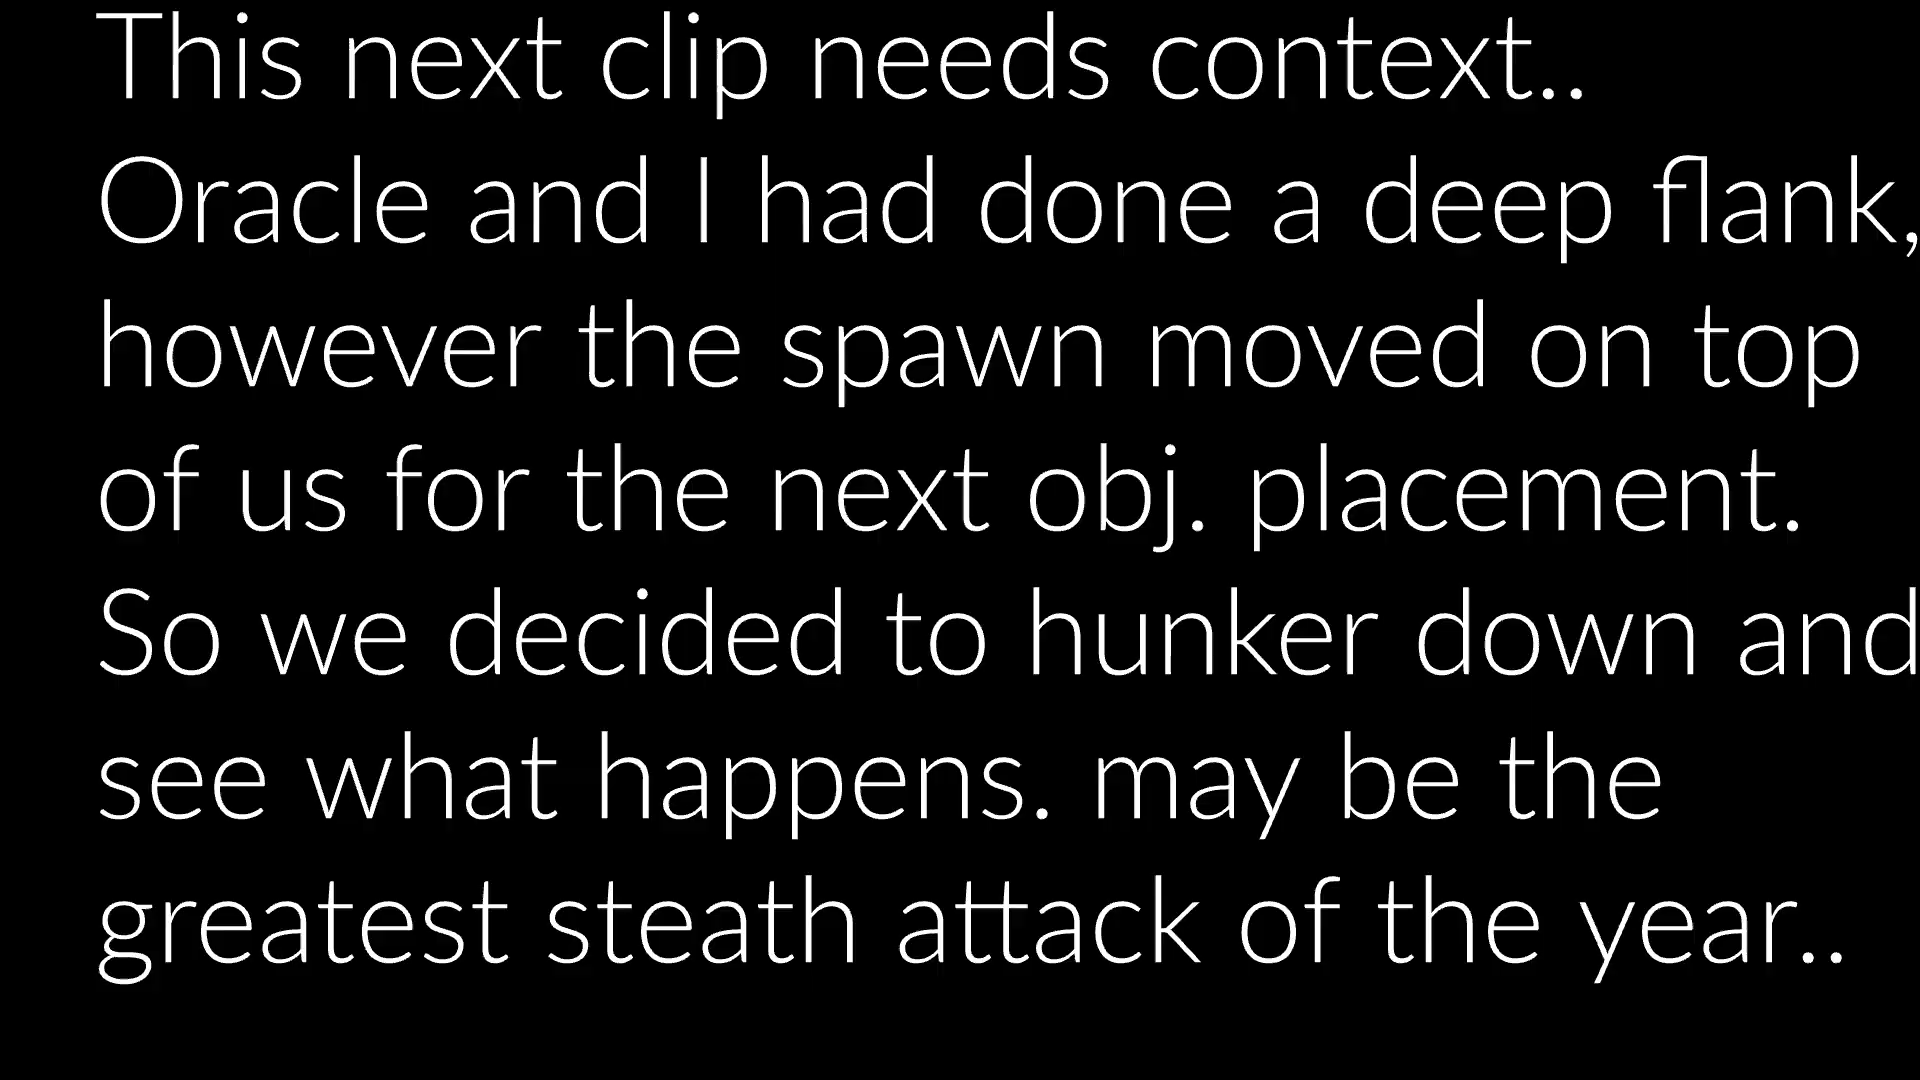 This next clip needs context..
Oracle and I had done a deep flank,
however the spawn moved on top
of us for the next obj. placement.
So we decided to hunker down and
see what happens. may be the
greatest steath attack of the year..